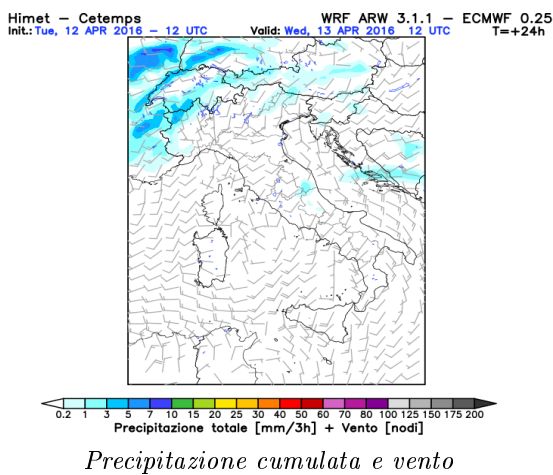 Himet − Cetemps WRF ARW 3.1.1 − ECMWF 0.25
Init.: Tue, 12 APR 2016 − 12 UTC Valid: Wed, 13 APR 2016 12 UTC T=+24h
0.2 1 3 5 7 10 15 20 25 30 40 50 60 70 80 100 125 150 175 200
Precipitazione totale [mm/3h] + Vento [nodi]
Precipitazione cumulata e vento